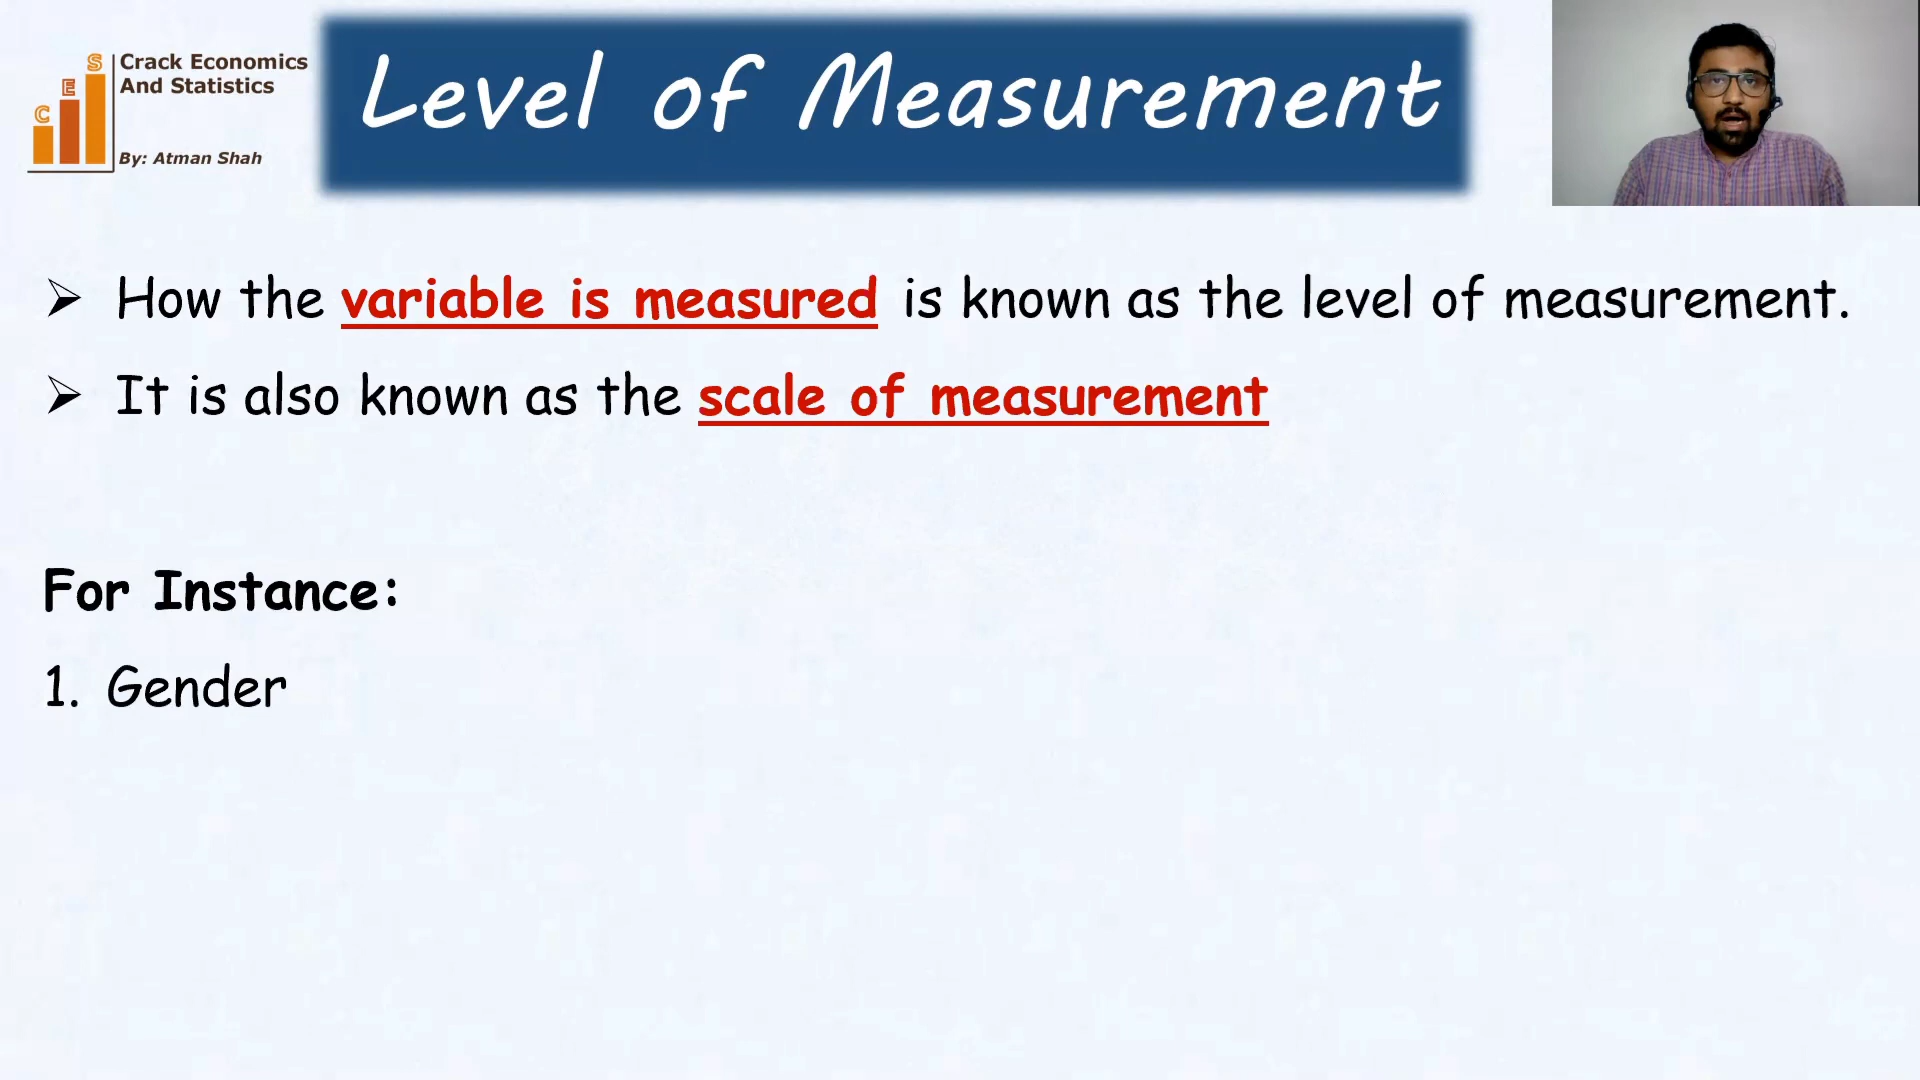 C E S
Crack Economics
And Statistics
By: Atman Shah
Level of Measurement
➢ How the variable is measured is known as the level of measurement.
➢ It is also known as the scale of measurement
For Instance:
1. Gender